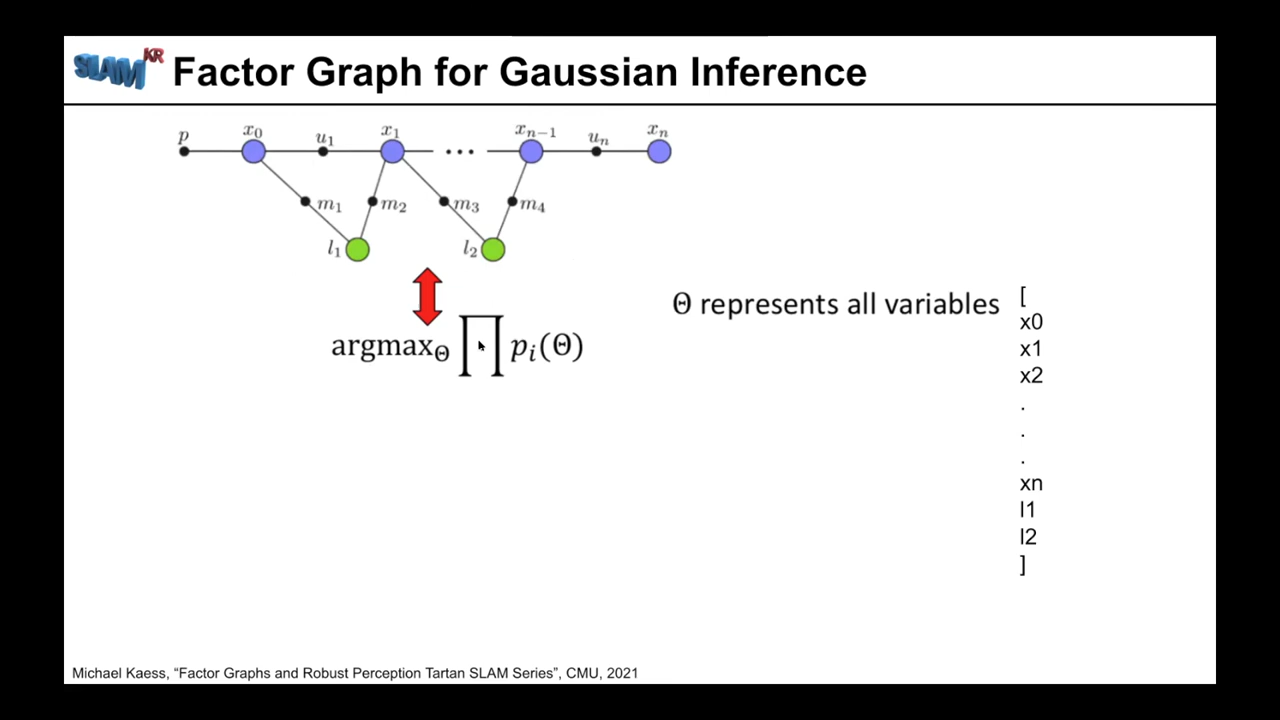 SLAM KR
Factor Graph for Gaussian Inference
p x₀ u₁ x₁ ... xₙ₋₁ uₙ xₙ
m₁ m₂ m₃ m₄
l₁ l₂
argmax_Θ ∏ pᵢ(Θ)
Θ represents all variables
[
x0
x1
x2
.
.
.
xn
l1
l2
]
Michael Kaess, “Factor Graphs and Robust Perception Tartan SLAM Series”, CMU, 2021